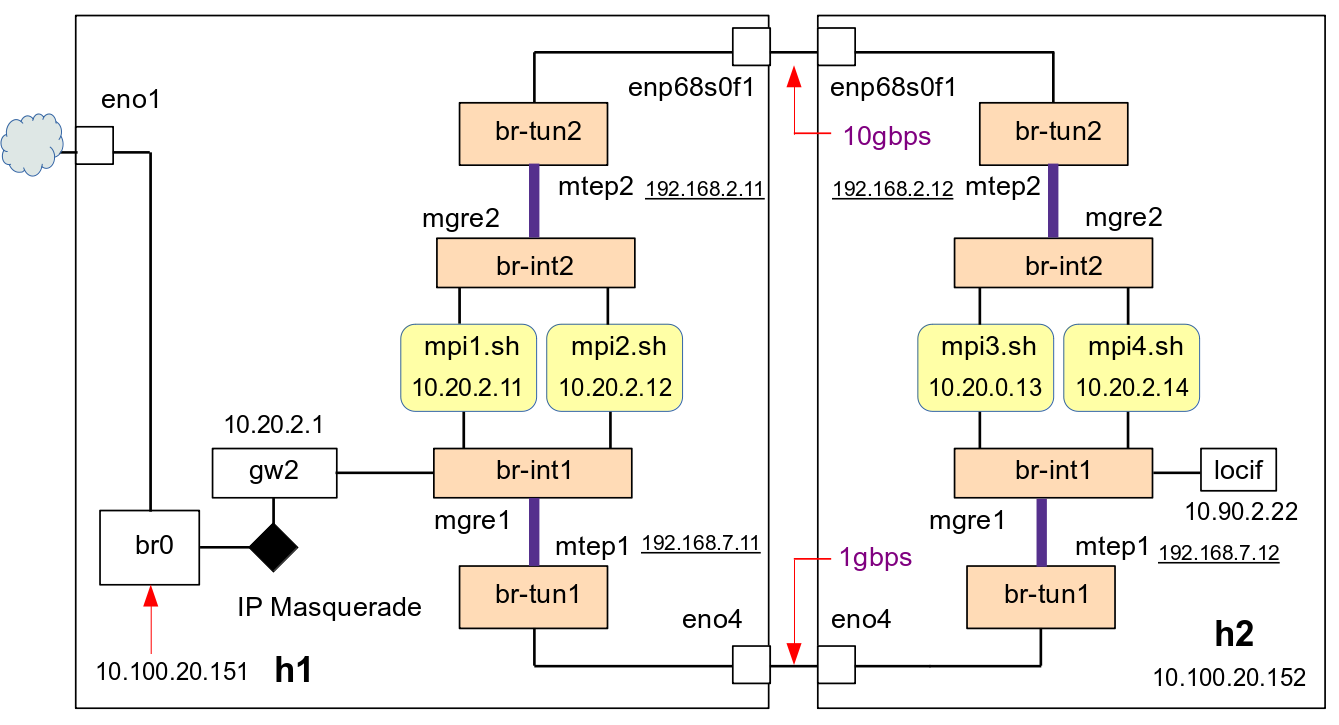 eno1
enp68s0f1
enp68s0f1
br-tun2
10gbps
br-tun2
mtep2
192.168.2.11
192.168.2.12
mtep2
mgre2
mgre2
br-int2
br-int2
mpi1.sh
10.20.2.11
mpi2.sh
10.20.2.12
mpi3.sh
10.20.0.13
mpi4.sh
10.20.2.14
10.20.2.1
gw2
br-int1
br-int1
locif
10.90.2.22
mgre1
mgre1
br0
mtep1
192.168.7.11
1gbps
mtep1
192.168.7.12
br-tun1
br-tun1
IP Masquerade
eno4
eno4
10.100.20.151
h1
h2
10.100.20.152